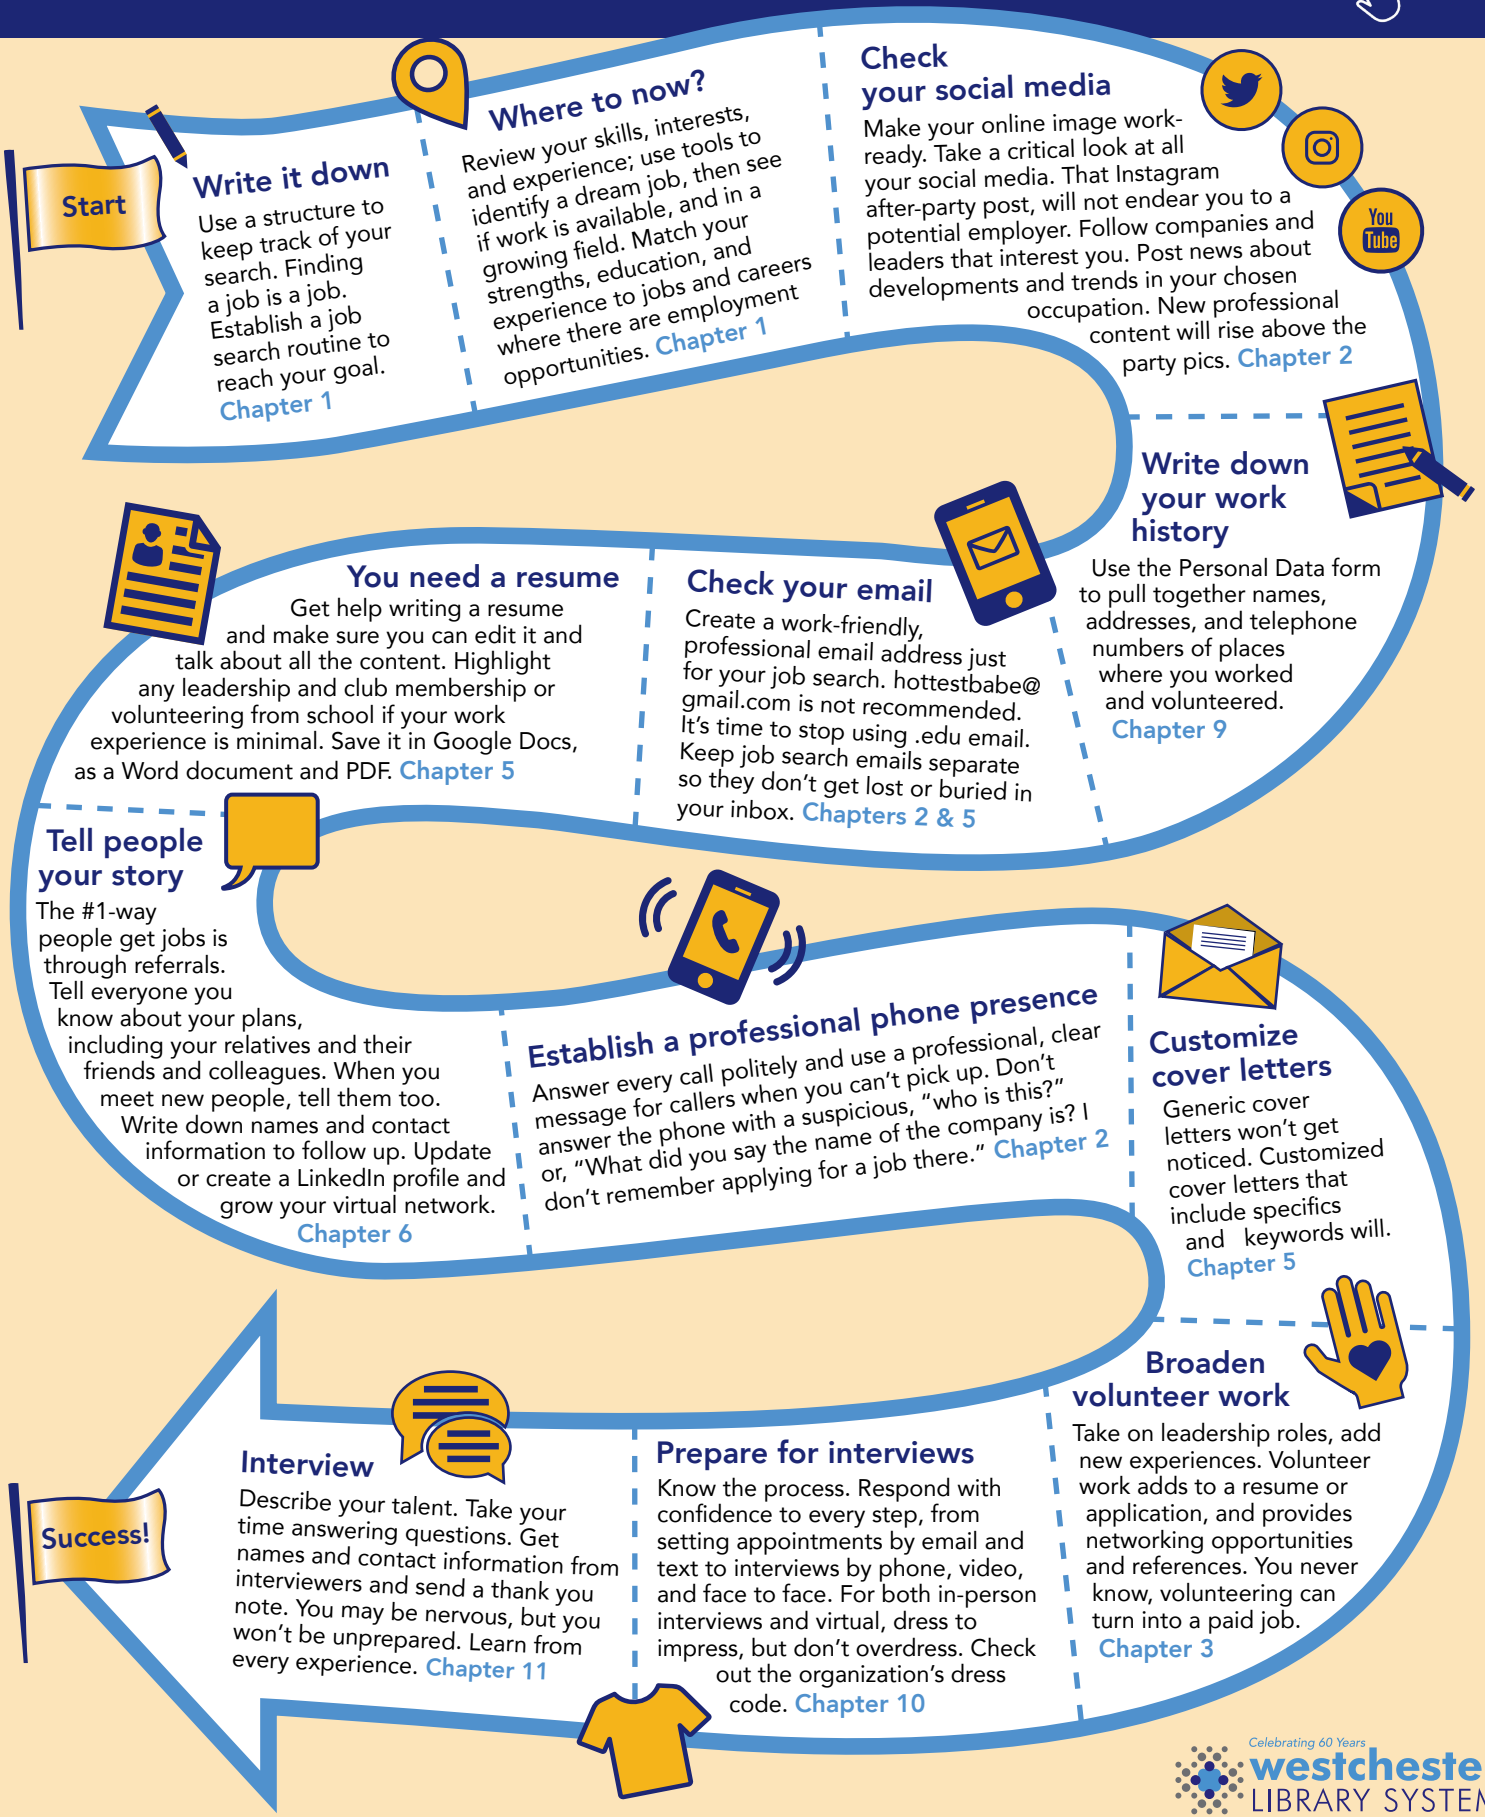 Start
Write it down
Use a structure to
keep track of your
search. Finding
a job is a job.
Establish a job
search routine to
reach your goal.
Chapter 1
Where to now?
Review your skills, interests,
and experience; use tools to
identify a dream job, then see
if work is available, and in a
growing field. Match your
strengths, education, and
experience to jobs and careers
where there are employment
opportunities. Chapter 1
Check
your social media
Make your online image work-
ready. Take a critical look at all
your social media. That Instagram
after-party post, will not endear you to a
potential employer. Follow companies and
leaders that interest you. Post news about
developments and trends in your chosen
occupation. New professional
content will rise above the
party pics. Chapter 2
You
Tube
Write down
your work
history
Use the Personal Data form
to pull together names,
addresses, and telephone
numbers of places
where you worked
and volunteered.
Chapter 9
Check your email
Create a work-friendly,
professional email address just
for your job search. hottestbabe@
gmail.com is not recommended.
It's time to stop using .edu email.
Keep job search emails separate
so they don't get lost or buried in
your inbox. Chapters 2 & 5
You need a resume
Get help writing a resume
and make sure you can edit it and
talk about all the content. Highlight
any leadership and club membership or
volunteering from school if your work
experience is minimal. Save it in Google Docs,
as a Word document and PDF. Chapter 5
Tell people
your story
The #1-way
people get jobs is
through referrals.
Tell everyone you
know about your plans,
including your relatives and their
friends and colleagues. When you
meet new people, tell them too.
Write down names and contact
information to follow up. Update
or create a LinkedIn profile and
grow your virtual network.
Chapter 6
Establish a professional phone presence
Answer every call politely and use a professional, clear
message for callers when you can't pick up. Don't
answer the phone with a suspicious, “who is this?”
or, “What did you say the name of the company is? I
don't remember applying for a job there.” Chapter 2
Customize
cover letters
Generic cover
letters won't get
noticed. Customized
cover letters that
include specifics
and keywords will.
Chapter 5
Broaden
volunteer work
Take on leadership roles, add
new experiences. Volunteer
work adds to a resume or
application, and provides
networking opportunities
and references. You never
know, volunteering can
turn into a paid job.
Chapter 3
Prepare for interviews
Know the process. Respond with
confidence to every step, from
setting appointments by email and
text to interviews by phone, video,
and face to face. For both in-person
interviews and virtual, dress to
impress, but don't overdress. Check
out the organization's dress
code. Chapter 10
Interview
Describe your talent. Take your
time answering questions. Get
names and contact information from
interviewers and send a thank you
note. You may be nervous, but you
won't be unprepared. Learn from
every experience. Chapter 11
Success!
Celebrating 60 Years
westcheste
LIBRARY SYSTEM